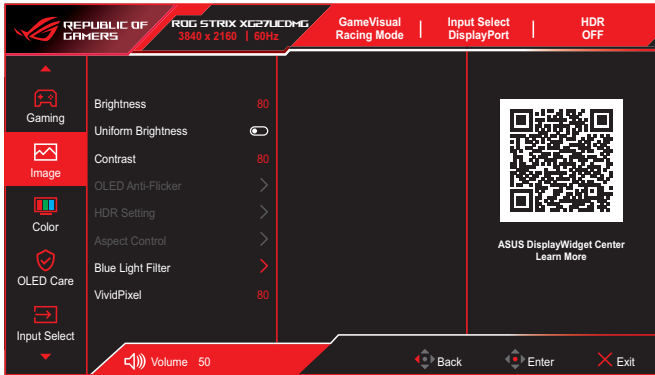 REPUBLIC OF
GAMERS
ROG STRIX XG27UCDMG
3840 x 2160 | 60Hz
GameVisual
Racing Mode
Input Select
DisplayPort
HDR
OFF
Gaming
Image
Color
OLED Care
Input Select
Brightness 80
Uniform Brightness
Contrast 80
OLED Anti-Flicker
HDR Setting
Aspect Control
Blue Light Filter
VividPixel 80
ASUS DisplayWidget Center
Learn More
Volume 50
Back
Enter
Exit